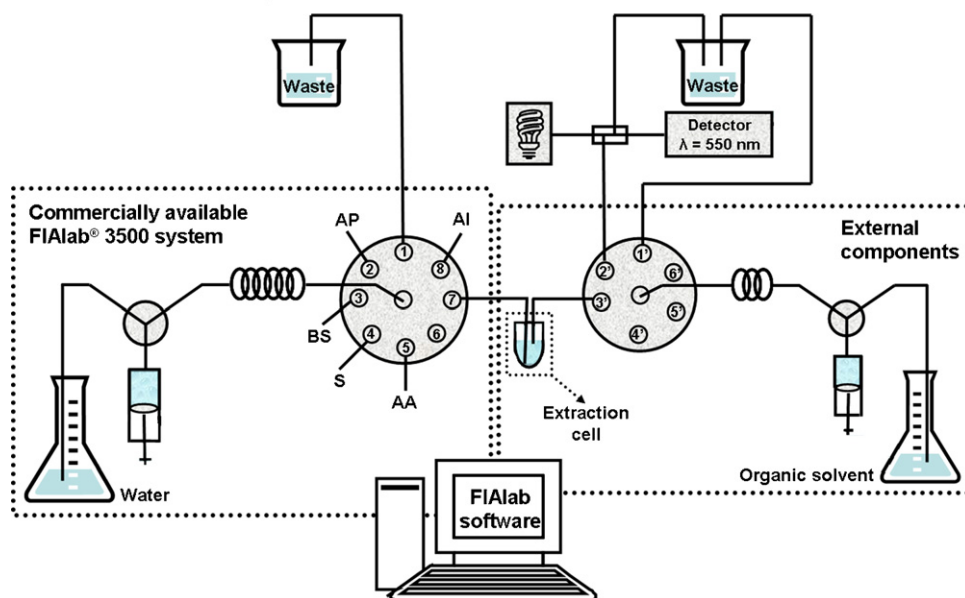 Waste
Waste
Detector
λ = 550 nm
Commercially available
FIAlab® 3500 system
External
components
AP
AI
BS
S
AA
1
2
3
4
5
6
7
8
1'
2'
3'
4'
5'
6'
Extraction
cell
Water
Organic solvent
FIAlab
software